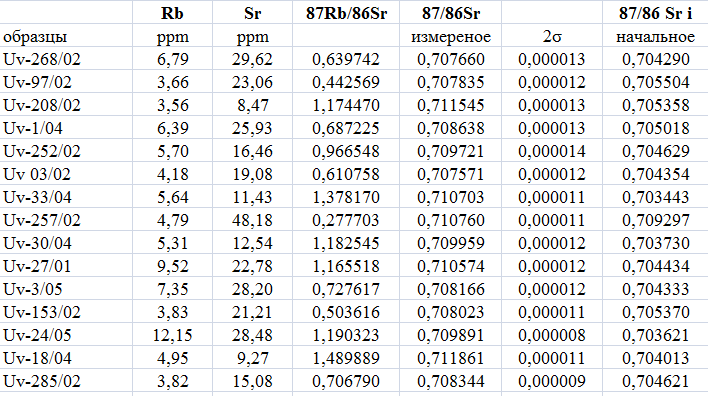 Rb Sr 87Rb/86Sr 87/86Sr 87/86 Sr i
образцы ppm ppm измереное 2σ начальное
Uv-268/02 6,79 29,62 0,639742 0,707660 0,000013 0,704290
Uv-97/02 3,66 23,06 0,442569 0,707835 0,000012 0,705504
Uv-208/02 3,56 8,47 1,174470 0,711545 0,000013 0,705358
Uv-1/04 6,39 25,93 0,687225 0,708638 0,000013 0,705018
Uv-252/02 5,70 16,46 0,966548 0,709721 0,000014 0,704629
Uv 03/02 4,18 19,08 0,610758 0,707571 0,000012 0,704354
Uv-33/04 5,64 11,43 1,378170 0,710703 0,000011 0,703443
Uv-257/02 4,79 48,18 0,277703 0,710760 0,000011 0,709297
Uv-30/04 5,31 12,54 1,182545 0,709959 0,000012 0,703730
Uv-27/01 9,52 22,78 1,165518 0,710574 0,000012 0,704434
Uv-3/05 7,35 28,20 0,727617 0,708166 0,000012 0,704333
Uv-153/02 3,83 21,21 0,503616 0,708023 0,000011 0,705370
Uv-24/05 12,15 28,48 1,190323 0,709891 0,000008 0,703621
Uv-18/04 4,95 9,27 1,489889 0,711861 0,000011 0,704013
Uv-285/02 3,82 15,08 0,706790 0,708344 0,000009 0,704621